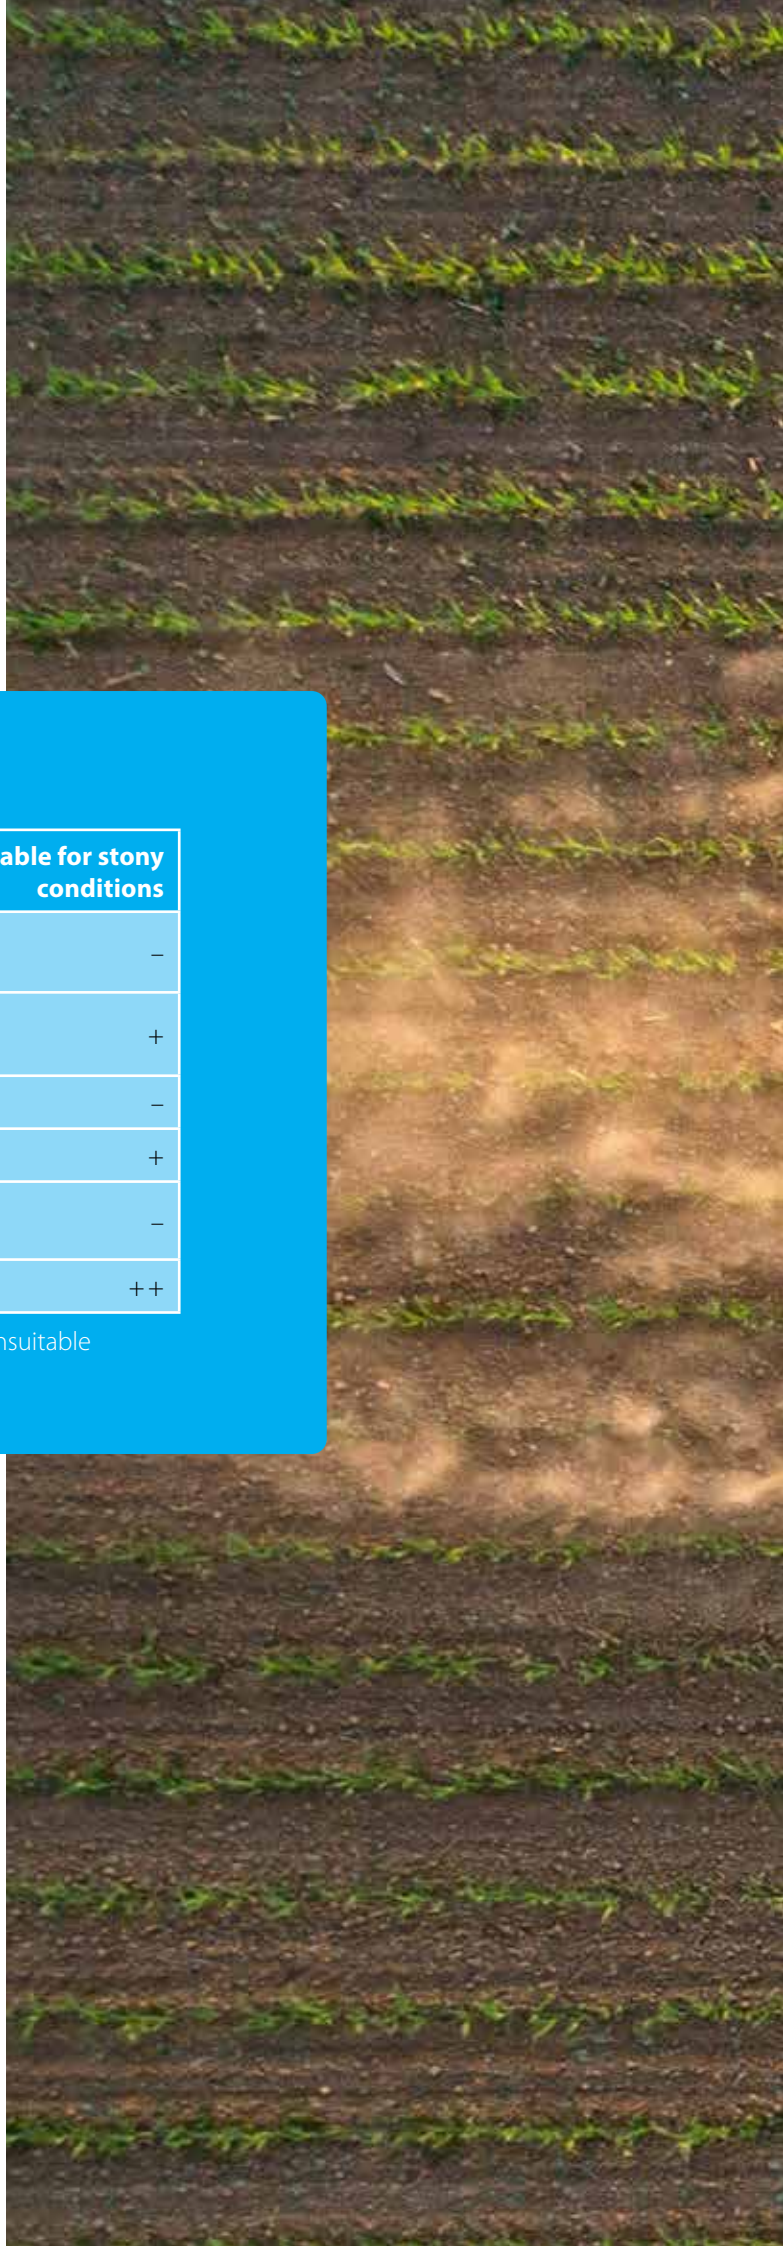 able for stony
conditions
–
+
–
+
–
++
nsuitable